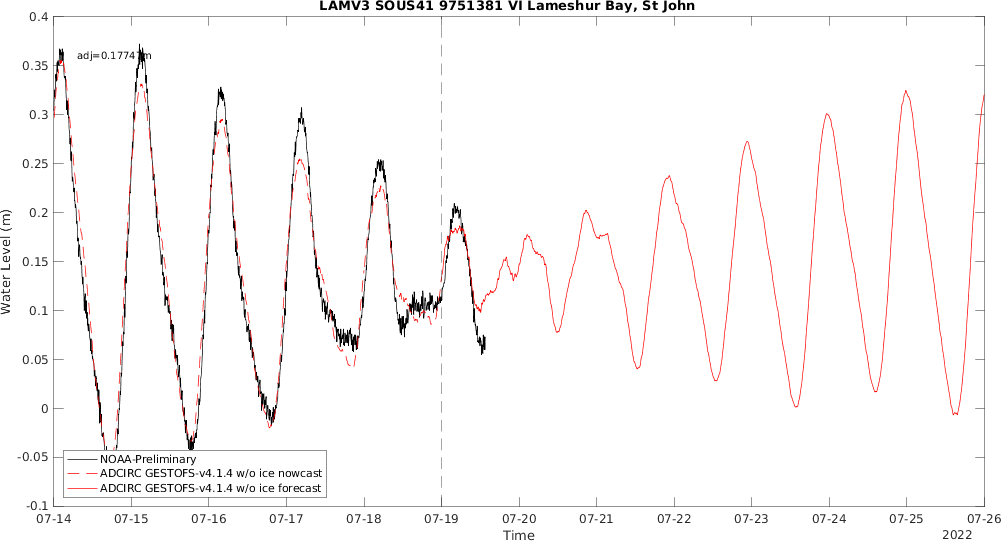 LAMV3 SOUS41 9751381 VI Lameshur Bay, St John
0.4
adj=0.17747m
0.35
0.3
0.25
0.2
0.15
0.1
0.05
0
-0.05
-0.1
Water Level (m)
NOAA-Preliminary
ADCIRC GESTOFS-v4.1.4 w/o ice nowcast
ADCIRC GESTOFS-v4.1.4 w/o ice forecast
07-14 07-15 07-16 07-17 07-18 07-19 07-20 07-21 07-22 07-23 07-24 07-25 07-26
Time
2022